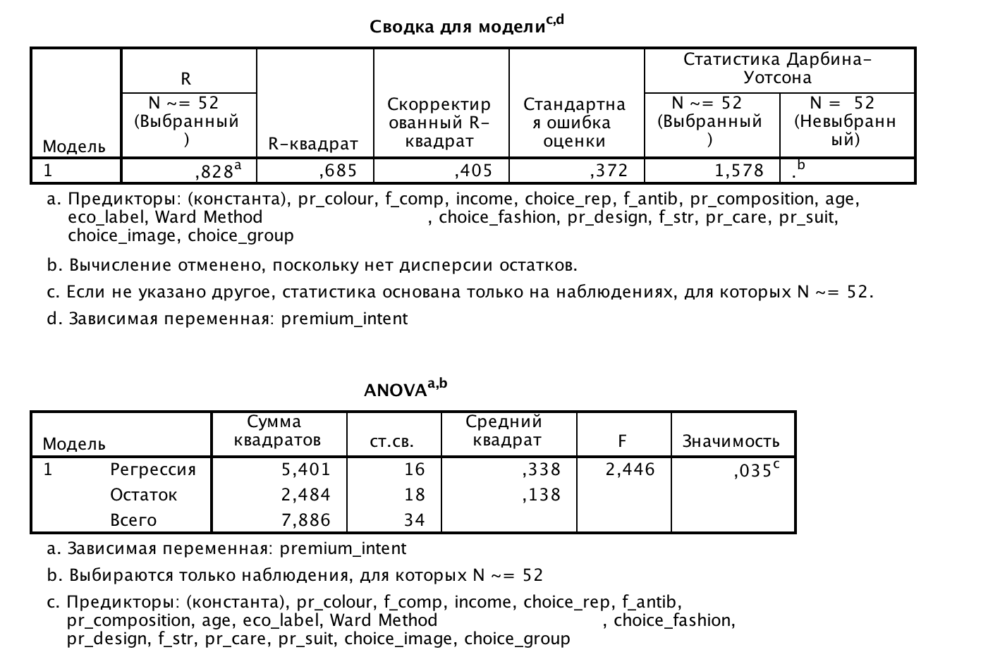 Сводка для модели^c,d
Модель | R | R-квадрат | Скорректированный R-квадрат | Стандартная ошибка оценки | Статистика Дарбина-Уотсона
N ~= 52 (Выбранный) | N ~= 52 (Выбранный) | N = 52 (Невыбранный)
1 | ,828^a | ,685 | ,405 | ,372 | 1,578 | .^b
a. Предикторы: (константа), pr_colour, f_comp, income, choice_rep, f_antib, pr_composition, age,
eco_label, Ward Method , choice_fashion, pr_design, f_str, pr_care, pr_suit,
choice_image, choice_group
b. Вычисление отменено, поскольку нет дисперсии остатков.
c. Если не указано другое, статистика основана только на наблюдениях, для которых N ~= 52.
d. Зависимая переменная: premium_intent
ANOVA^a,b
Модель | Сумма квадратов | ст.св. | Средний квадрат | F | Значимость
1 Регрессия | 5,401 | 16 | ,338 | 2,446 | ,035^c
Остаток | 2,484 | 18 | ,138
Всего | 7,886 | 34
a. Зависимая переменная: premium_intent
b. Выбираются только наблюдения, для которых N ~= 52
c. Предикторы: (константа), pr_colour, f_comp, income, choice_rep, f_antib,
pr_composition, age, eco_label, Ward Method , choice_fashion,
pr_design, f_str, pr_care, pr_suit, choice_image, choice_group